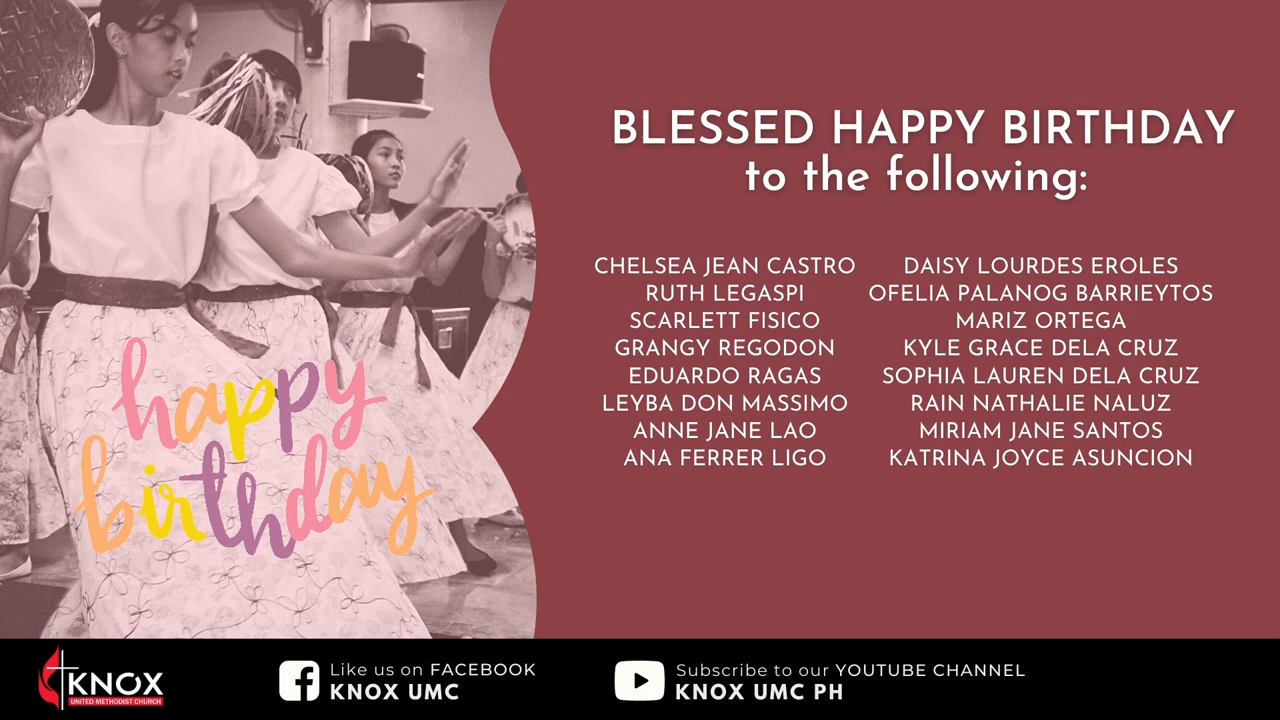 happy
birthday
BLESSED HAPPY BIRTHDAY
to the following:
CHELSEA JEAN CASTRO
RUTH LEGASPI
SCARLETT FISICO
GRANGY REGODON
EDUARDO RAGAS
LEYBA DON MASSIMO
ANNE JANE LAO
ANA FERRER LIGO
DAISY LOURDES EROLES
OFELIA PALANOG BARRIEYTOS
MARIZ ORTEGA
KYLE GRACE DELA CRUZ
SOPHIA LAUREN DELA CRUZ
RAIN NATHALIE NALUZ
MIRIAM JANE SANTOS
KATRINA JOYCE ASUNCION
KNOX
UNITED METHODIST CHURCH
Like us on FACEBOOK
KNOX UMC
Subscribe to our YOUTUBE CHANNEL
KNOX UMC PH